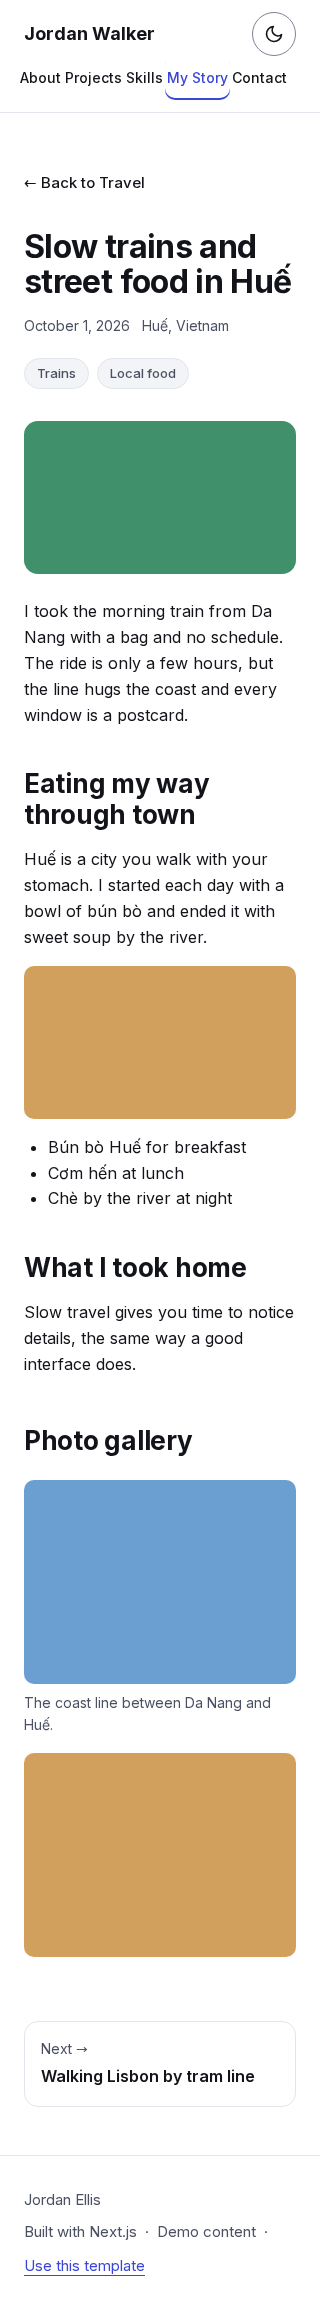 Jordan Walker
About Projects Skills My Story Contact
← Back to Travel
Slow trains and
street food in Huế
October 1, 2026 Huế, Vietnam
Trains Local food
I took the morning train from Da
Nang with a bag and no schedule.
The ride is only a few hours, but
the line hugs the coast and every
window is a postcard.
Eating my way
through town
Huế is a city you walk with your
stomach. I started each day with a
bowl of bún bò and ended it with
sweet soup by the river.
• Bún bò Huế for breakfast
• Cơm hến at lunch
• Chè by the river at night
What I took home
Slow travel gives you time to notice
details, the same way a good
interface does.
Photo gallery
The coast line between Da Nang and
Huế.
Next →
Walking Lisbon by tram line
Jordan Ellis
Built with Next.js · Demo content ·
Use this template